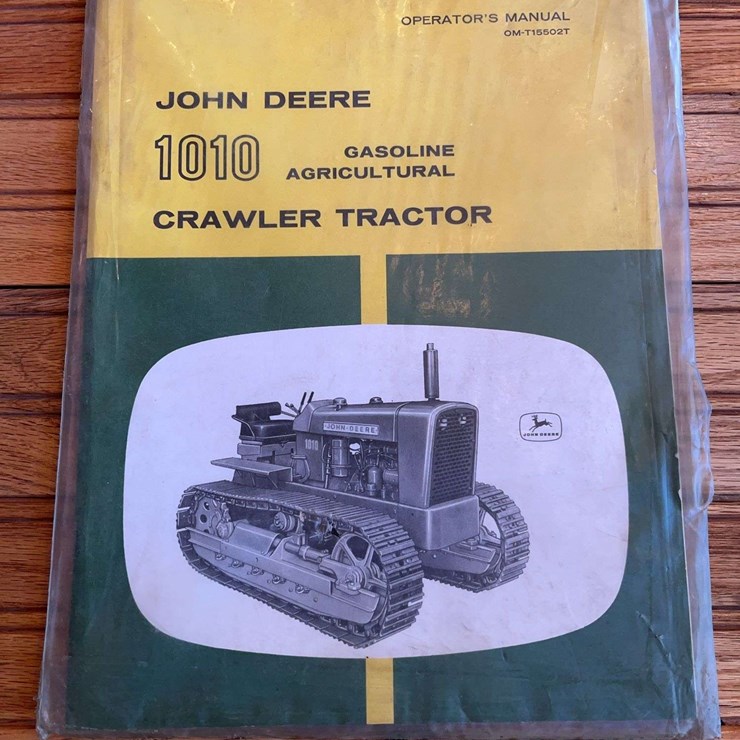 OPERATOR'S MANUAL
OM-T15502T
JOHN DEERE
1010
GASOLINE
AGRICULTURAL
CRAWLER TRACTOR
JOHN DEERE
1010
JOHN DEERE